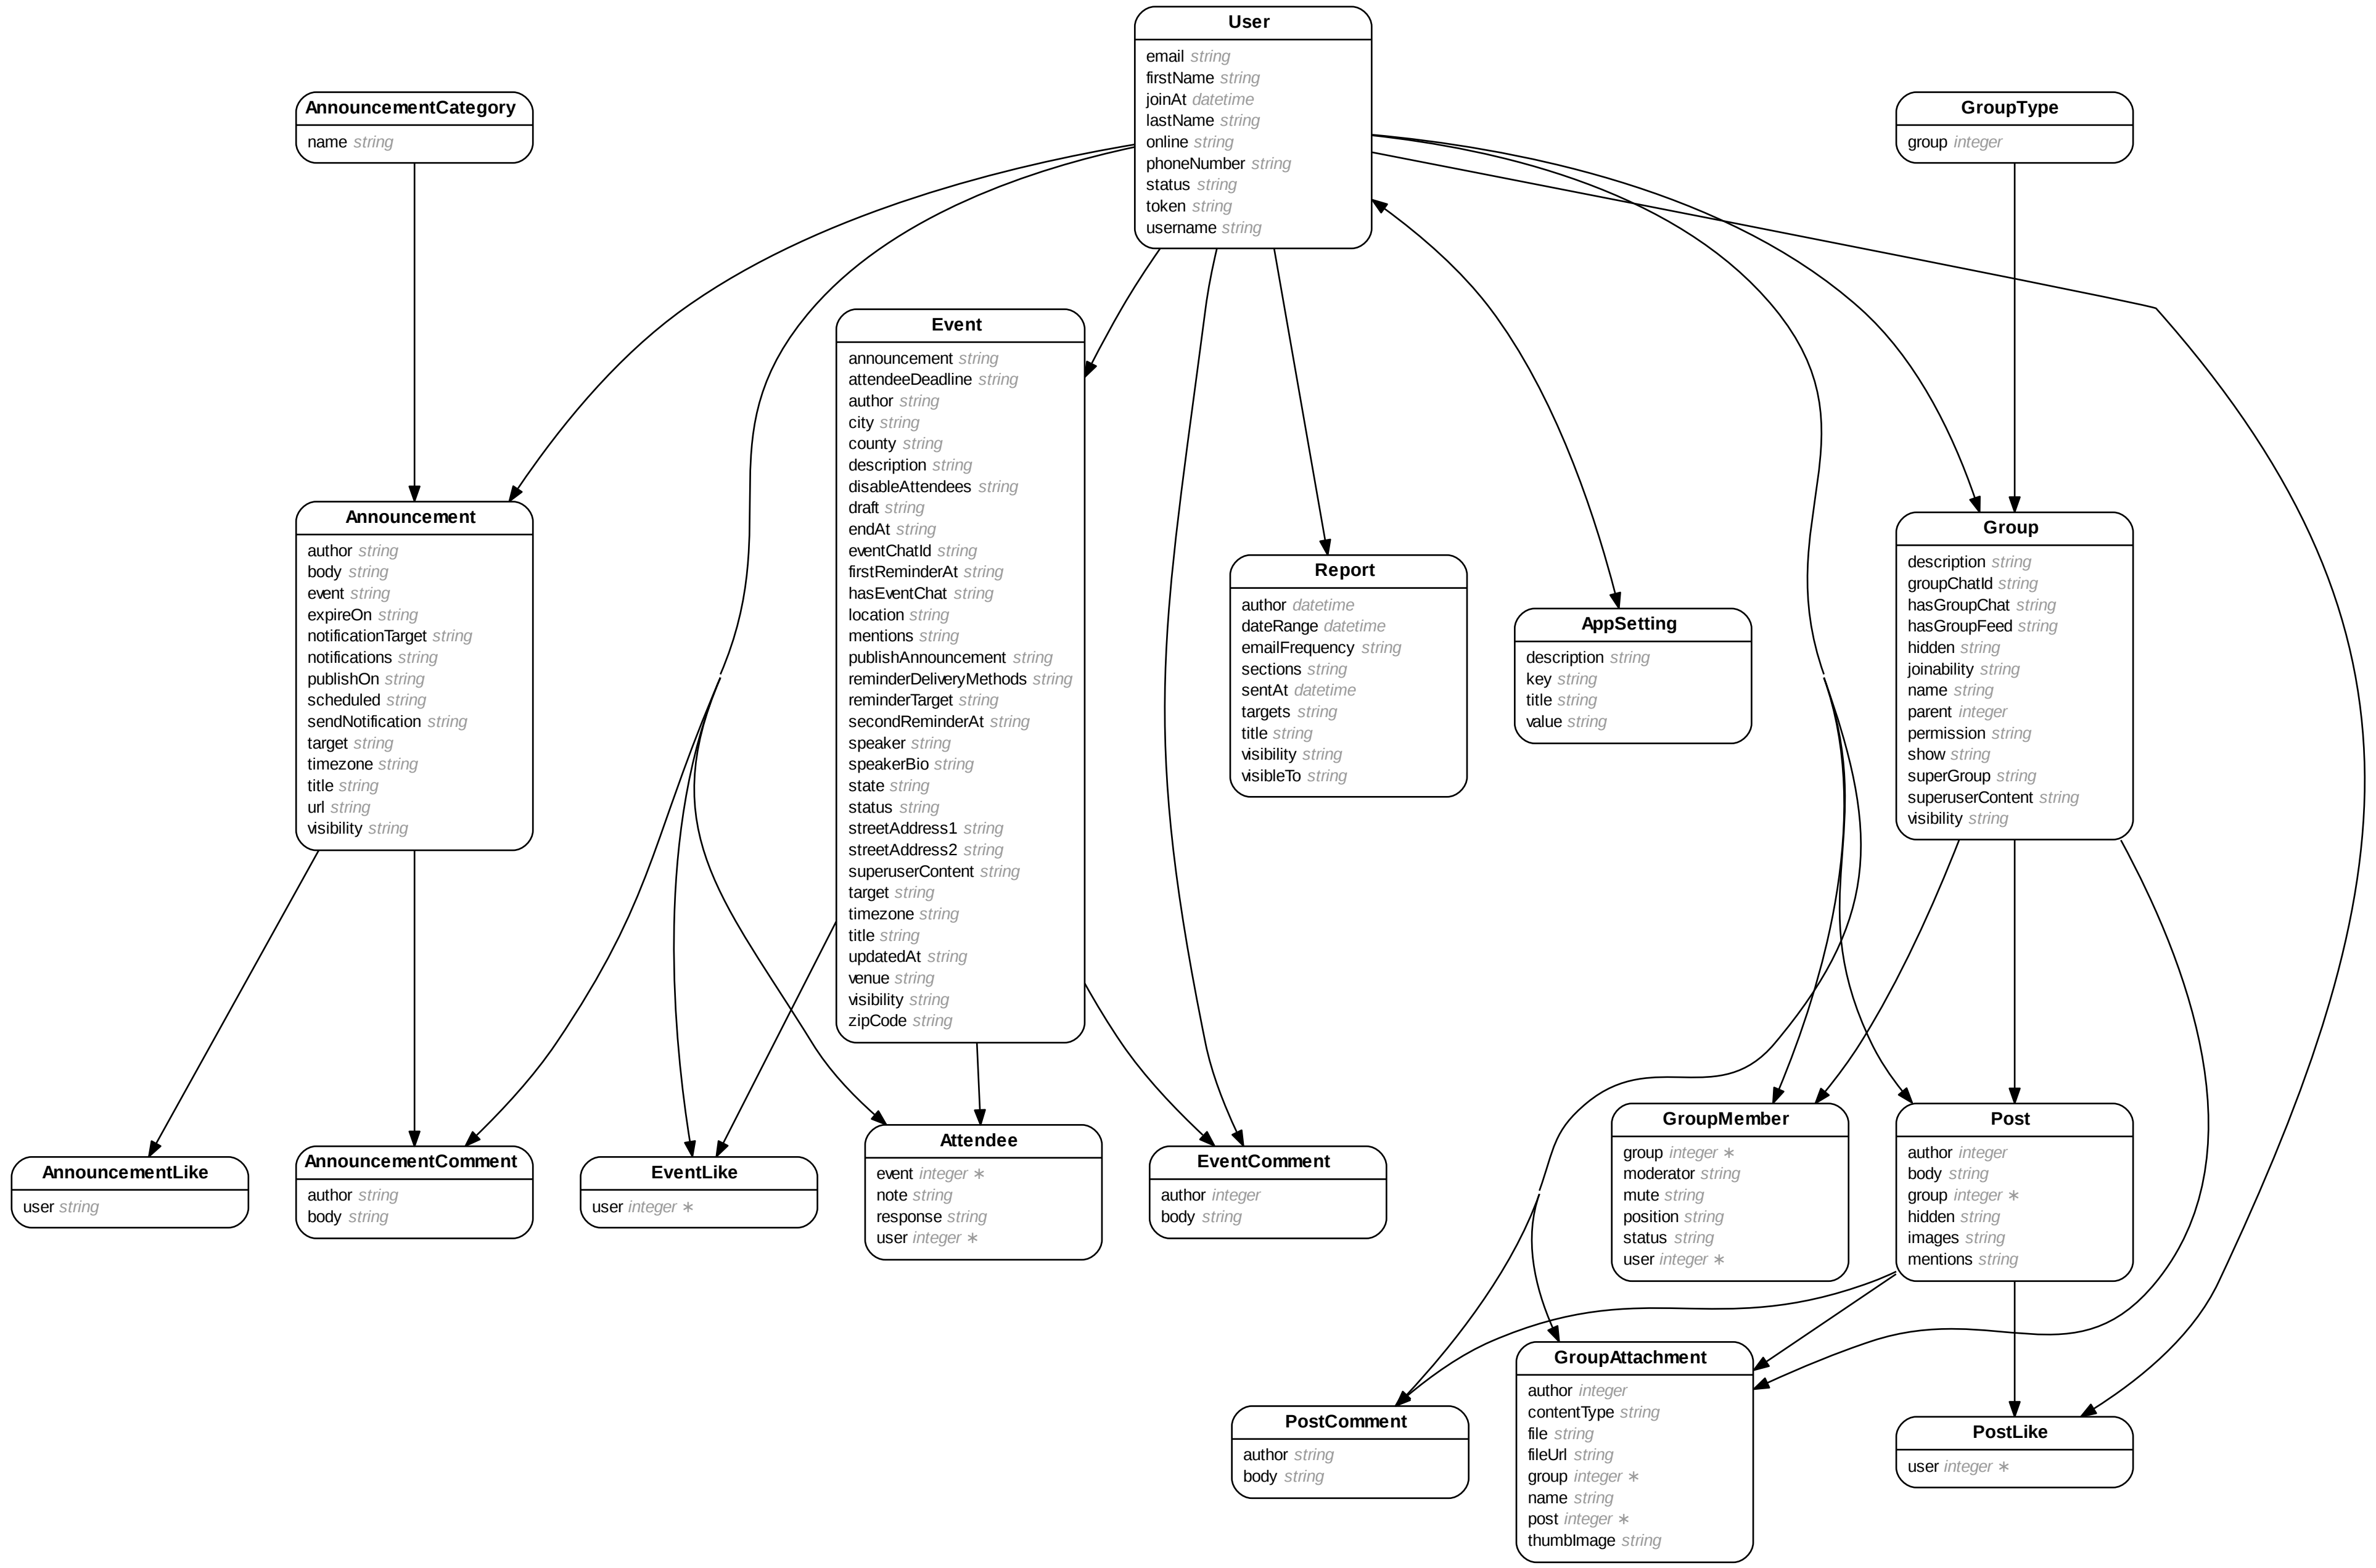 User
email string
firstName string
joinAt datetime
lastName string
online string
phoneNumber string
status string
token string
username string
AnnouncementCategory
name string
GroupType
group integer
Event
announcement string
attendeeDeadline string
author string
city string
county string
description string
disableAttendees string
draft string
endAt string
eventChatId string
firstReminderAt string
hasEventChat string
location string
mentions string
publishAnnouncement string
reminderDeliveryMethods string
reminderTarget string
secondReminderAt string
speaker string
speakerBio string
state string
status string
streetAddress1 string
streetAddress2 string
superuserContent string
target string
timezone string
title string
updatedAt string
venue string
visibility string
zipCode string
Announcement
author string
body string
event string
expireOn string
notificationTarget string
notifications string
publishOn string
scheduled string
sendNotification string
target string
timezone string
title string
url string
visibility string
Report
author datetime
dateRange datetime
emailFrequency string
sections string
sentAt datetime
targets string
title string
visibility string
visibleTo string
AppSetting
description string
key string
title string
value string
Group
description string
groupChatId string
hasGroupChat string
hasGroupFeed string
hidden string
joinability string
name string
parent integer
permission string
show string
superGroup string
superuserContent string
visibility string
AnnouncementLike
user string
AnnouncementComment
author string
body string
EventLike
user integer ∗
Attendee
event integer ∗
note string
response string
user integer ∗
EventComment
author integer
body string
GroupMember
group integer ∗
moderator string
mute string
position string
status string
user integer ∗
Post
author integer
body string
group integer ∗
hidden string
images string
mentions string
PostComment
author string
body string
GroupAttachment
author integer
contentType string
file string
fileUrl string
group integer ∗
name string
post integer ∗
thumbImage string
PostLike
user integer ∗